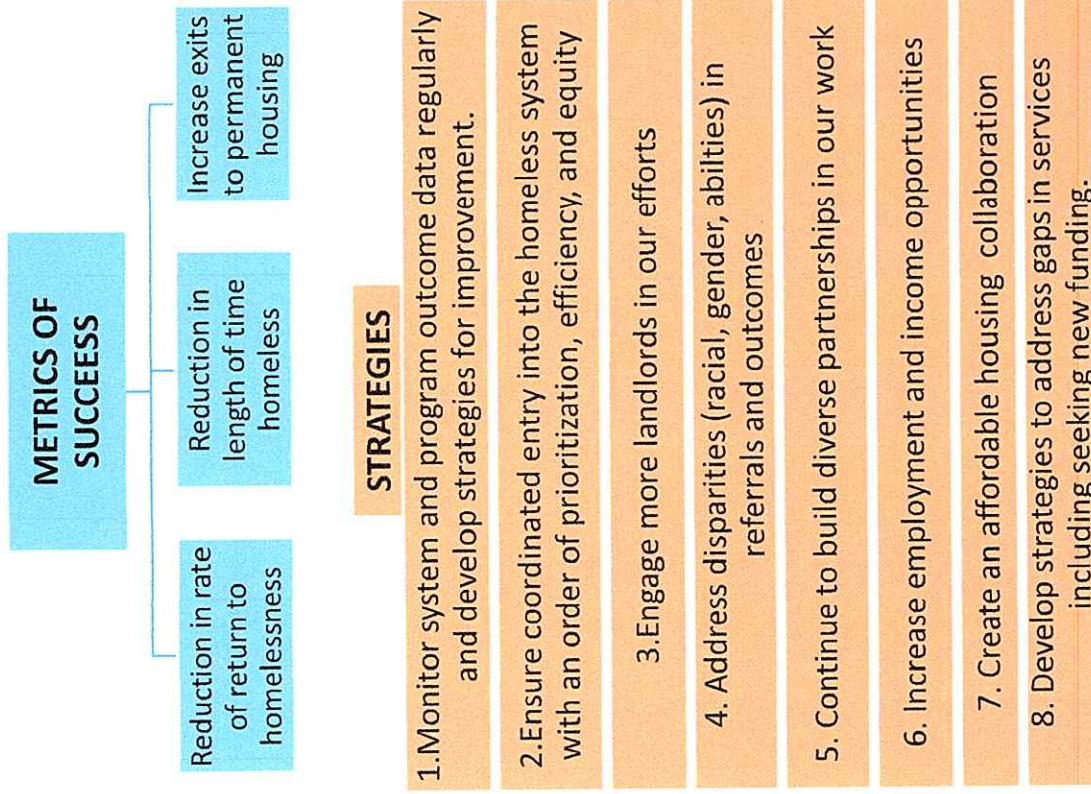 METRICS OF
SUCCEESS
Reduction in rate
of return to
homelessness
Reduction in
length of time
homeless
Increase exits
to permanent
housing
STRATEGIES
1.Monitor system and program outcome data regularly
and develop strategies for improvement.
2.Ensure coordinated entry into the homeless system
with an order of prioritization, efficiency, and equity
3.Engage more landlords in our efforts
4. Address disparities (racial, gender, abilties) in
referrals and outcomes
5. Continue to build diverse partnerships in our work
6. Increase employment and income opportunities
7. Create an affordable housing collaboration
8. Develop strategies to address gaps in services
including seeking new funding.